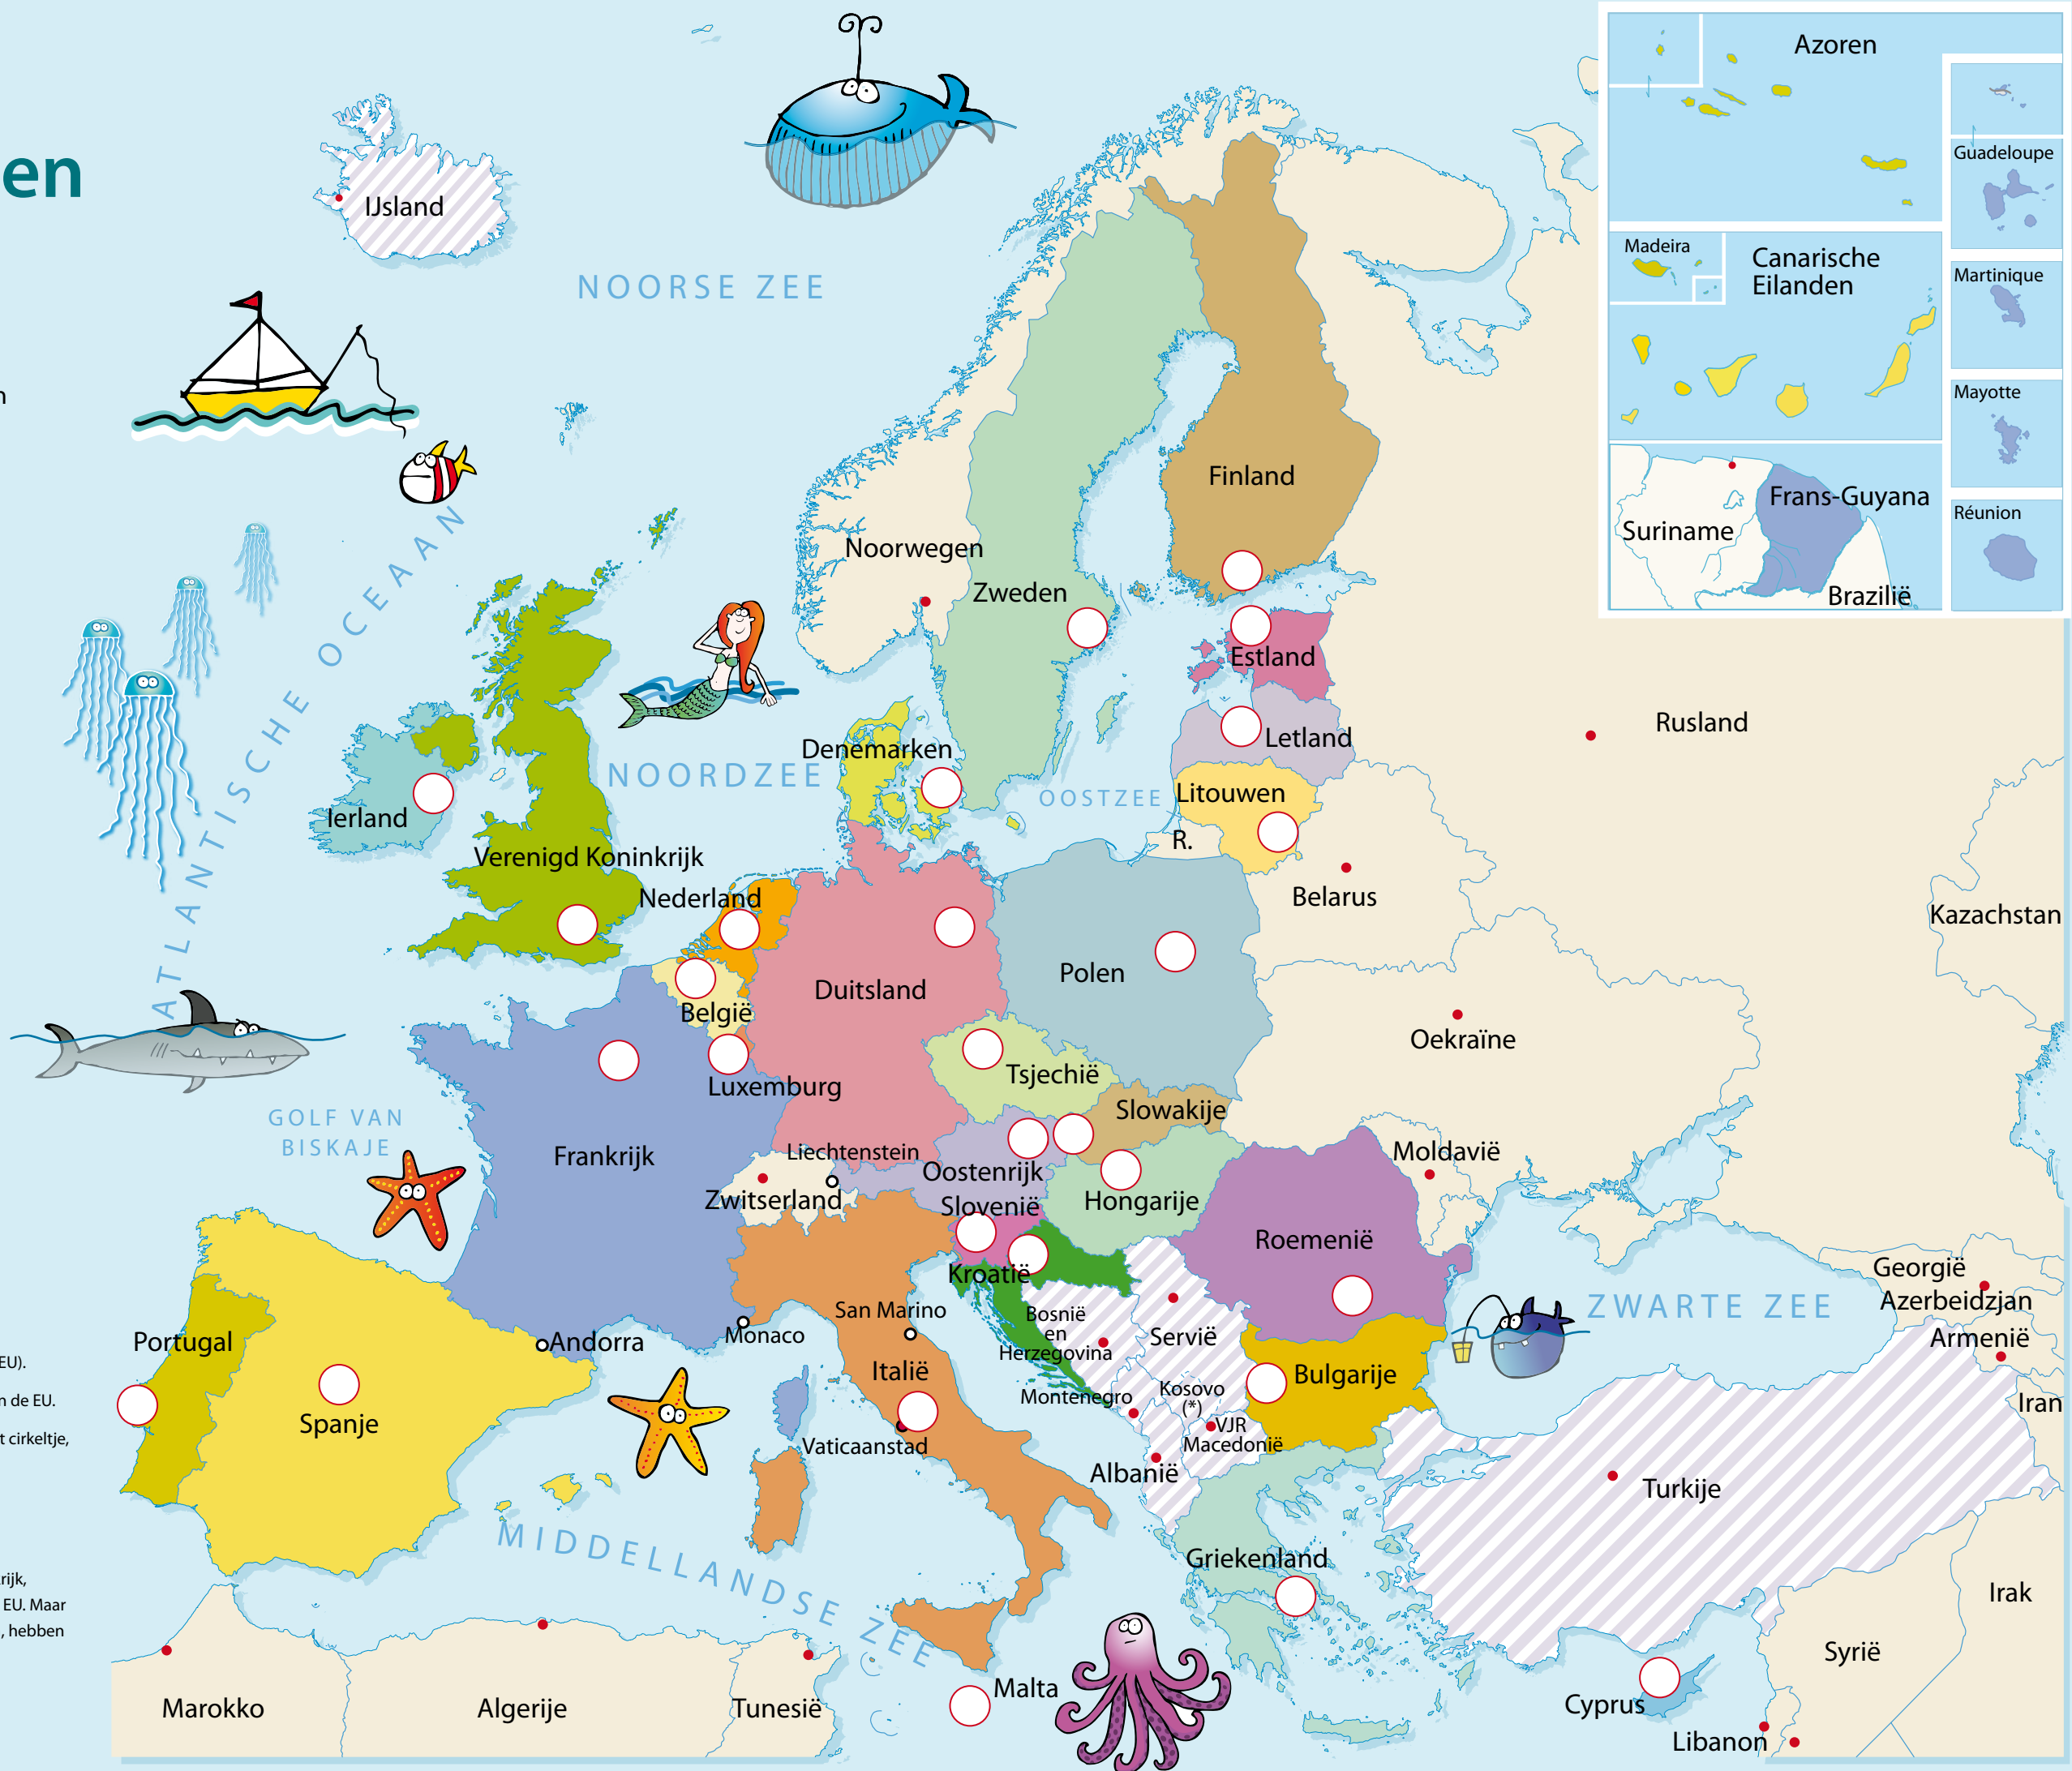 en
n
EU).
n de EU.
t cirkeltje,
rijk,
EU. Maar
, hebben
IJsland
NOORSE ZEE
ATLANTISCHE OCEAAN
Noorwegen
Zweden
Finland
Estland
Letland
Litouwen
R.
Rusland
Denemarken
NOORDZEE
OOSTZEE
Ierland
Verenigd Koninkrijk
Nederland
België
Luxemburg
Duitsland
Polen
Belarus
Kazachstan
Oekraïne
Tsjechië
Slowakije
GOLF VAN
BISKAJE
Frankrijk
Liechtenstein
Zwitserland
Oostenrijk
Slovenië
Hongarije
Moldavië
Roemenië
Kroatië
San Marino
Monaco
Andorra
Portugal
Spanje
Italië
Vaticaanstad
Bosnië
en
Herzegovina
Servië
Montenegro
Kosovo
(*)
VJR
Macedonië
Albanië
Bulgarije
ZWARTE ZEE
Georgië
Azerbeidzjan
Armenië
Iran
Turkije
Griekenland
MIDDELLANDSE ZEE
Marokko
Algerije
Tunesië
Malta
Cyprus
Syrië
Irak
Libanon
Azoren
Guadeloupe
Madeira
Canarische
Eilanden
Martinique
Mayotte
Suriname
Frans-Guyana
Brazilië
Réunion